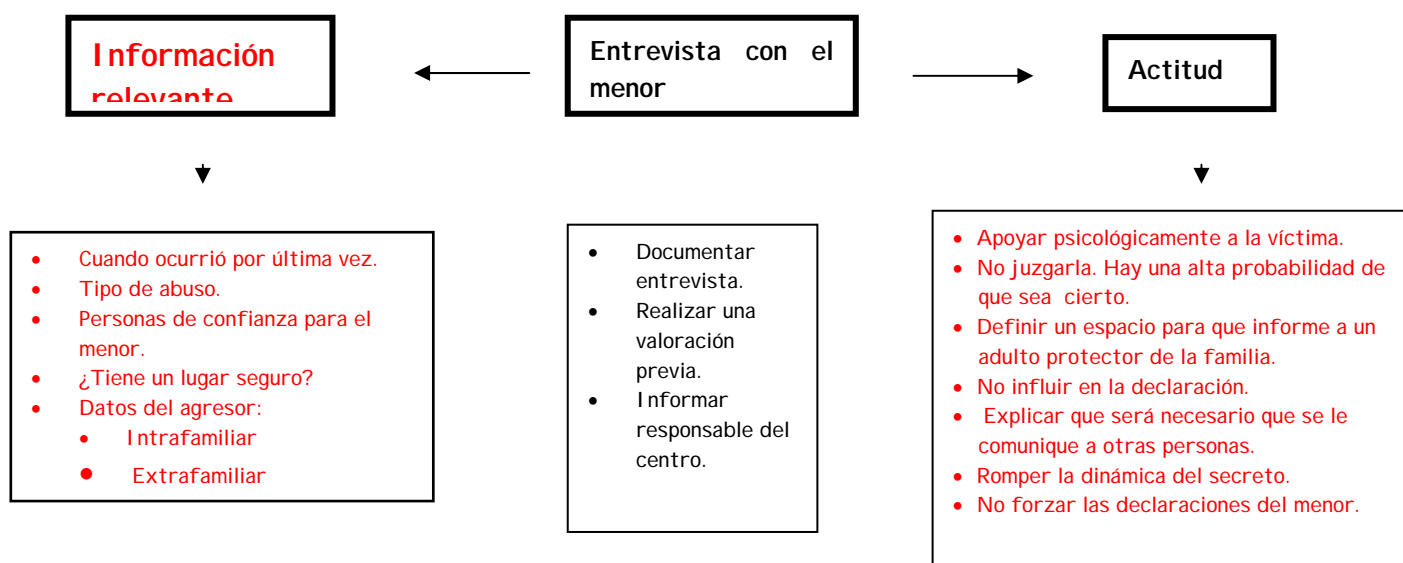 Información
relevante
Entrevista con el
menor
Actitud
• Cuando ocurrió por última vez.
• Tipo de abuso.
• Personas de confianza para el
menor.
• ¿Tiene un lugar seguro?
• Datos del agresor:
• Intrafamiliar
• Extrafamiliar
• Documentar
entrevista.
• Realizar una
valoración
previa.
• Informar
responsable del
centro.
• Apoyar psicológicamente a la víctima.
• No juzgarla. Hay una alta probabilidad de
que sea cierto.
• Definir un espacio para que informe a un
adulto protector de la familia.
• No influir en la declaración.
• Explicar que será necesario que se le
comunique a otras personas.
• Romper la dinámica del secreto.
• No forzar las declaraciones del menor.